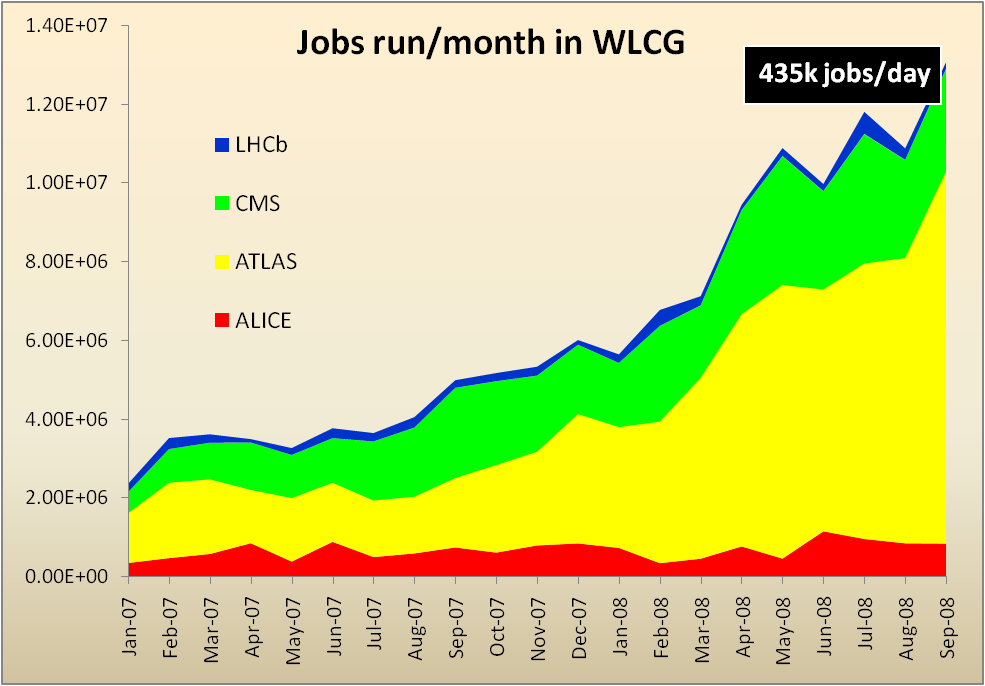 Jobs run/month in WLCG
435k jobs/day
1.40E+07
1.20E+07
1.00E+07
8.00E+06
6.00E+06
4.00E+06
2.00E+06
0.00E+00
LHCb
CMS
ATLAS
ALICE
Jan-07
Feb-07
Mar-07
Apr-07
May-07
Jun-07
Jul-07
Aug-07
Sep-07
Oct-07
Nov-07
Dec-07
Jan-08
Feb-08
Mar-08
Apr-08
May-08
Jun-08
Jul-08
Aug-08
Sep-08